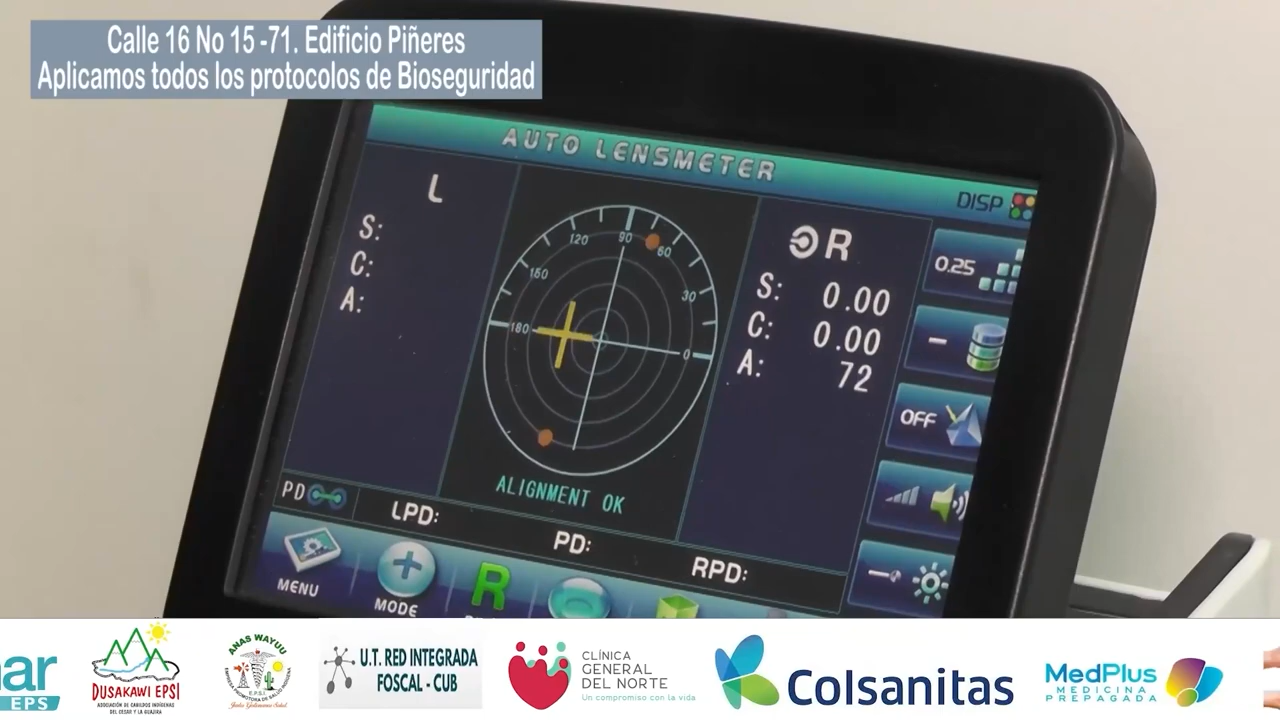 Calle 16 No 15 -71. Edificio Piñeres
Aplicamos todos los protocolos de Bioseguridad
AUTO LENSMETER
DISP
L
S:
C:
A:
120
90
60
150
30
180
0
ALIGNMENT OK
R
S: 0.00
C: 0.00
A: 72
0.25
OFF
PD
LPD:
PD:
RPD:
MENU
MODE
R
ar
EPS
DUSAKAWI EPSI
ASOCIACIÓN DE CABILDOS INDÍGENAS
DEL CESAR Y LA GUAJIRA
ANAS WAYUU
E.P.S.I.
U.T. RED INTEGRADA
FOSCAL - CUB
CLÍNICA
GENERAL
DEL NORTE
Un compromiso con la vida
Colsanitas
MedPlus
MEDICINA
PREPAGADA